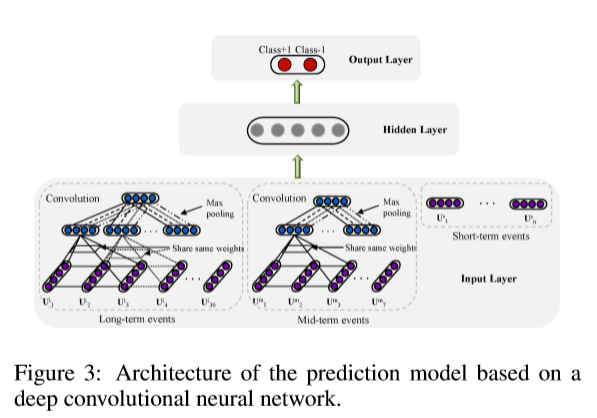 Class+1 Class-1
Output Layer
Hidden Layer
Convolution
Max
pooling
Share same weights
U^l_1 U^l_2 U^l_3 U^l_4 ... U^l_30
Long-term events
Convolution
Max
pooling
Share same weights
U^m_1 U^m_2 U^m_3 ... U^m_7
Mid-term events
...
U^s_1 U^s_n
Short-term events
Input Layer
Figure 3: Architecture of the prediction model based on a
deep convolutional neural network.